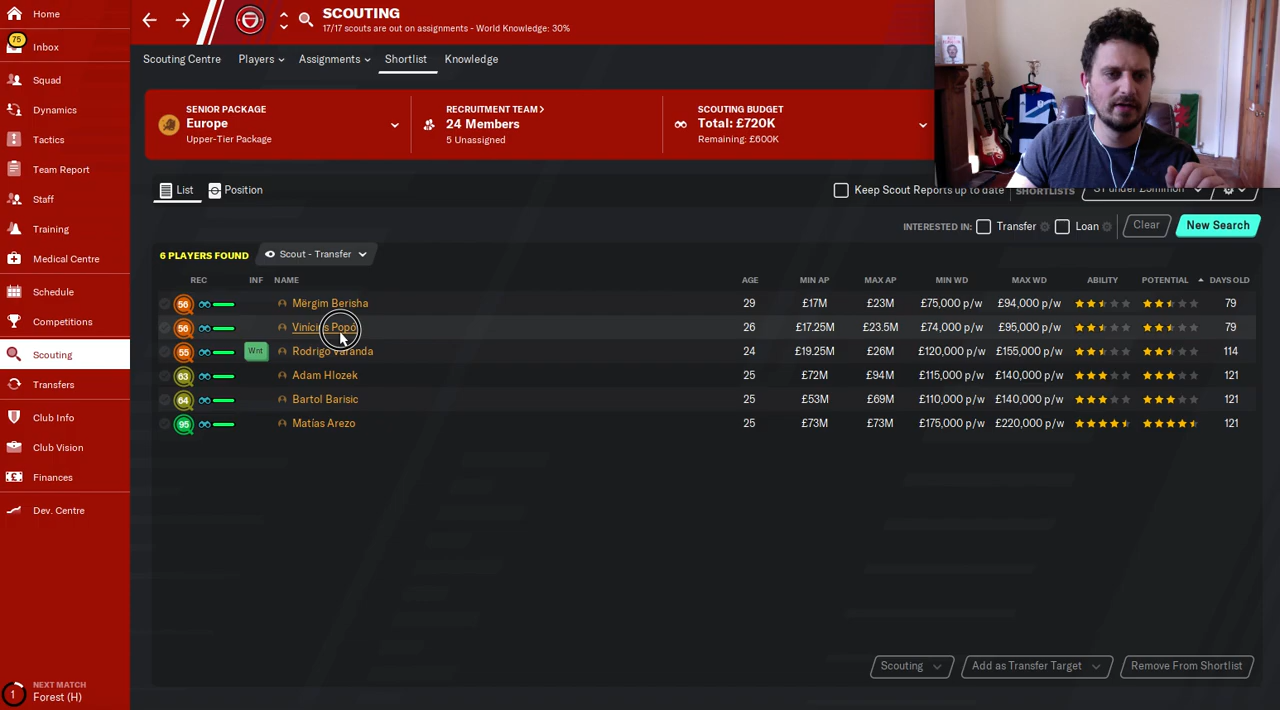 Home
75
Inbox
Squad
Dynamics
Tactics
Team Report
Staff
Training
Medical Centre
Schedule
Competitions
Scouting
Transfers
Club Info
Club Vision
Finances
Dev. Centre
1
NEXT MATCH
Forest (H)
SCOUTING
17/17 scouts are out on assignments - World Knowledge: 30%
Scouting Centre Players Assignments Shortlist Knowledge
SENIOR PACKAGE
Europe
Upper-Tier Package
RECRUITMENT TEAM>
24 Members
5 Unassigned
SCOUTING BUDGET
Total: £720K
Remaining: £600K
List Position Keep Scout Reports up to date SHORTLISTS
INTERESTED IN: Transfer Loan Clear New Search
6 PLAYERS FOUND Scout - Transfer
REC INF NAME AGE MIN AP MAX AP MIN WD MAX WD ABILITY POTENTIAL DAYS OLD
56 Mërgim Berisha 29 £17M £23M £75,000 p/w £94,000 p/w 79
56 Vinícius Popó 26 £17.25M £23.5M £74,000 p/w £95,000 p/w 79
55 Wnt Rodrigo Varanda 24 £19.25M £26M £120,000 p/w £155,000 p/w 114
63 Adam Hlozek 25 £72M £94M £115,000 p/w £140,000 p/w 121
64 Bartol Barisic 25 £53M £69M £110,000 p/w £140,000 p/w 121
95 Matías Arezo 25 £73M £73M £175,000 p/w £220,000 p/w 121
Scouting Add as Transfer Target Remove From Shortlist